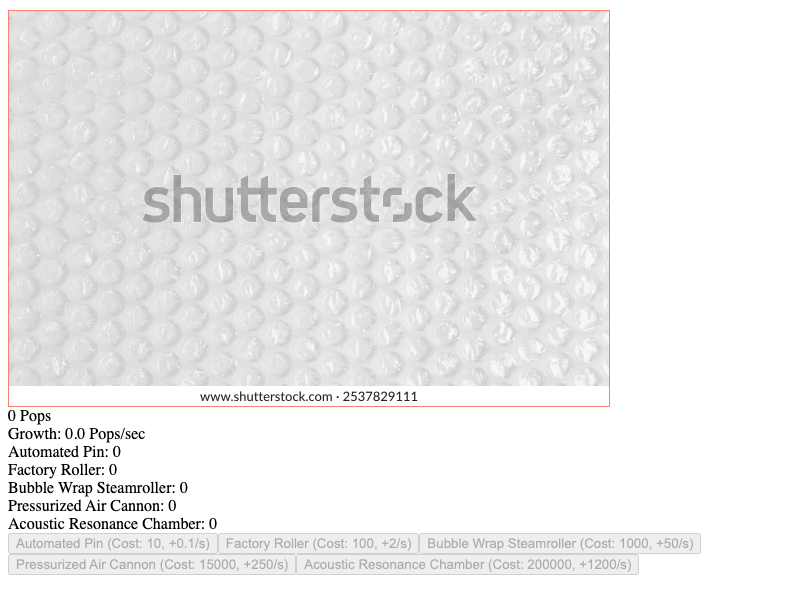 shutterstock
www.shutterstock.com · 2537829111
0 Pops
Growth: 0.0 Pops/sec
Automated Pin: 0
Factory Roller: 0
Bubble Wrap Steamroller: 0
Pressurized Air Cannon: 0
Acoustic Resonance Chamber: 0
Automated Pin (Cost: 10, +0.1/s) Factory Roller (Cost: 100, +2/s) Bubble Wrap Steamroller (Cost: 1000, +50/s)
Pressurized Air Cannon (Cost: 15000, +250/s) Acoustic Resonance Chamber (Cost: 200000, +1200/s)